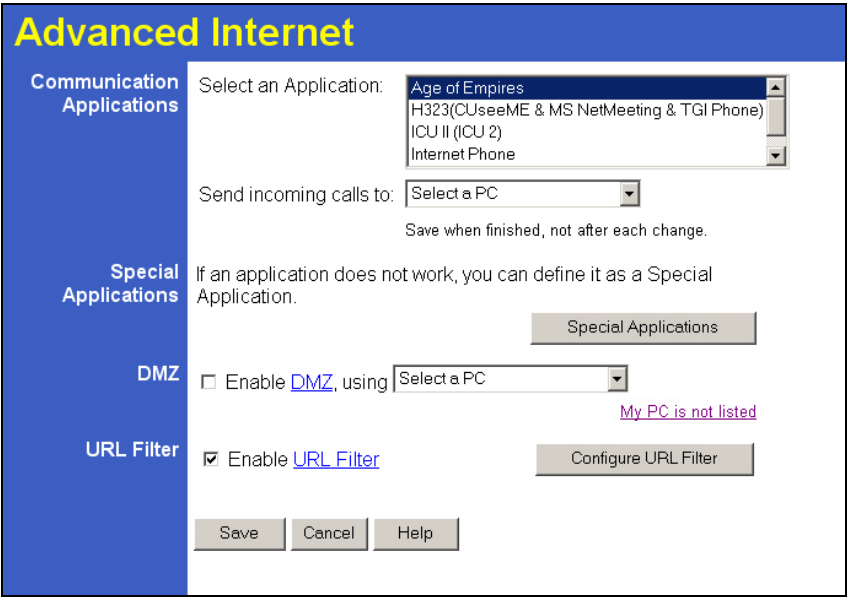 Advanced Internet
Communication Applications
Select an Application:
Age of Empires
H323(CUseeME & MS NetMeeting & TGI Phone)
ICU II (ICU 2)
Internet Phone
Send incoming calls to:
Select a PC
Save when finished, not after each change.
Special Applications
If an application does not work, you can define it as a Special
Application.
Special Applications
DMZ
Enable DMZ, using
Select a PC
My PC is not listed
URL Filter
Enable URL Filter
Configure URL Filter
Save
Cancel
Help